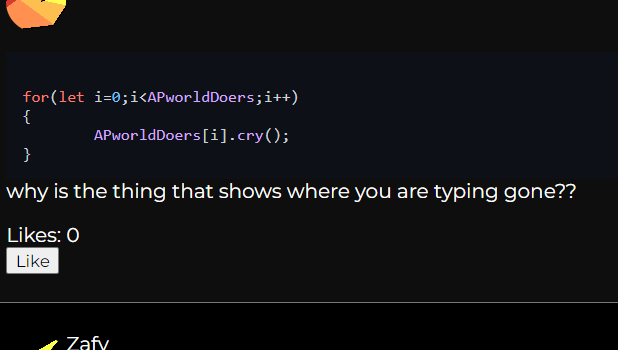 for(let i=0;i<APworldDoers;i++)
{
APworldDoers[i].cry();
}
why is the thing that shows where you are typing gone??
Likes: 0
Like
Zafy